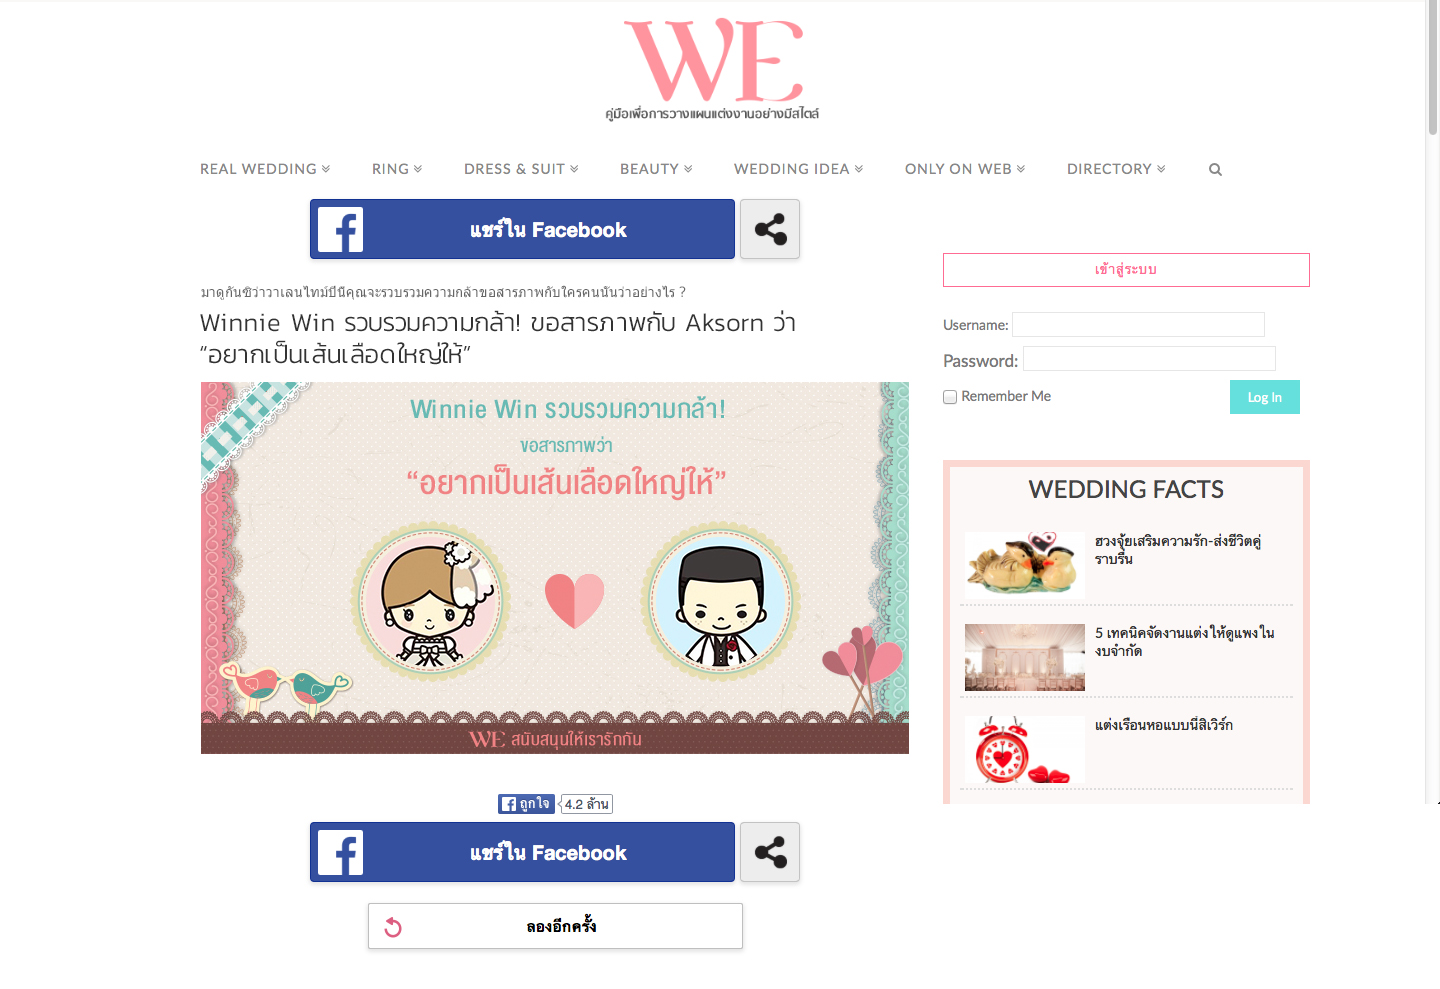 WE
คู่มือเพื่อการวางแผนแต่งงานอย่างมีสไตล์
REAL WEDDING RING DRESS & SUIT BEAUTY WEDDING IDEA ONLY ON WEB DIRECTORY
แชร์ใน Facebook
มาดูกันซิว่าวาเลนไทม์ปีนี้คุณจะรวบรวมความกล้าขอสารภาพกับใครคนนั้นว่าอย่างไร ?
Winnie Win รวบรวมความกล้า! ขอสารภาพกับ Aksorn ว่า
“อยากเป็นเส้นเลือดใหญ่ให้”
Winnie Win รวบรวมความกล้า!
ขอสารภาพว่า
“อยากเป็นเส้นเลือดใหญ่ให้”
WE สนับสนุนให้เรารักกัน
ถูกใจ 4.2 ล้าน
แชร์ใน Facebook
ลองอีกครั้ง
เข้าสู่ระบบ
Username:
Password:
Remember Me
Log In
WEDDING FACTS
ฮวงจุ้ยเสริมความรัก-ส่งชีวิตคู่
ราบรื่น
5 เทคนิคจัดงานแต่ง ให้ดูแพง ใน
งบจำกัด
แต่งเรือนหอแบบนี้สิเวิร์ก